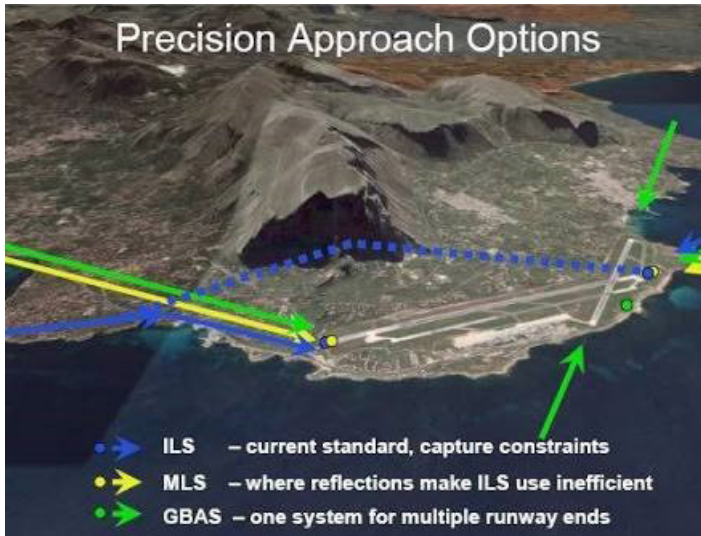 Precision Approach Options
ILS – current standard, capture constraints
MLS – where reflections make ILS use inefficient
GBAS – one system for multiple runway ends